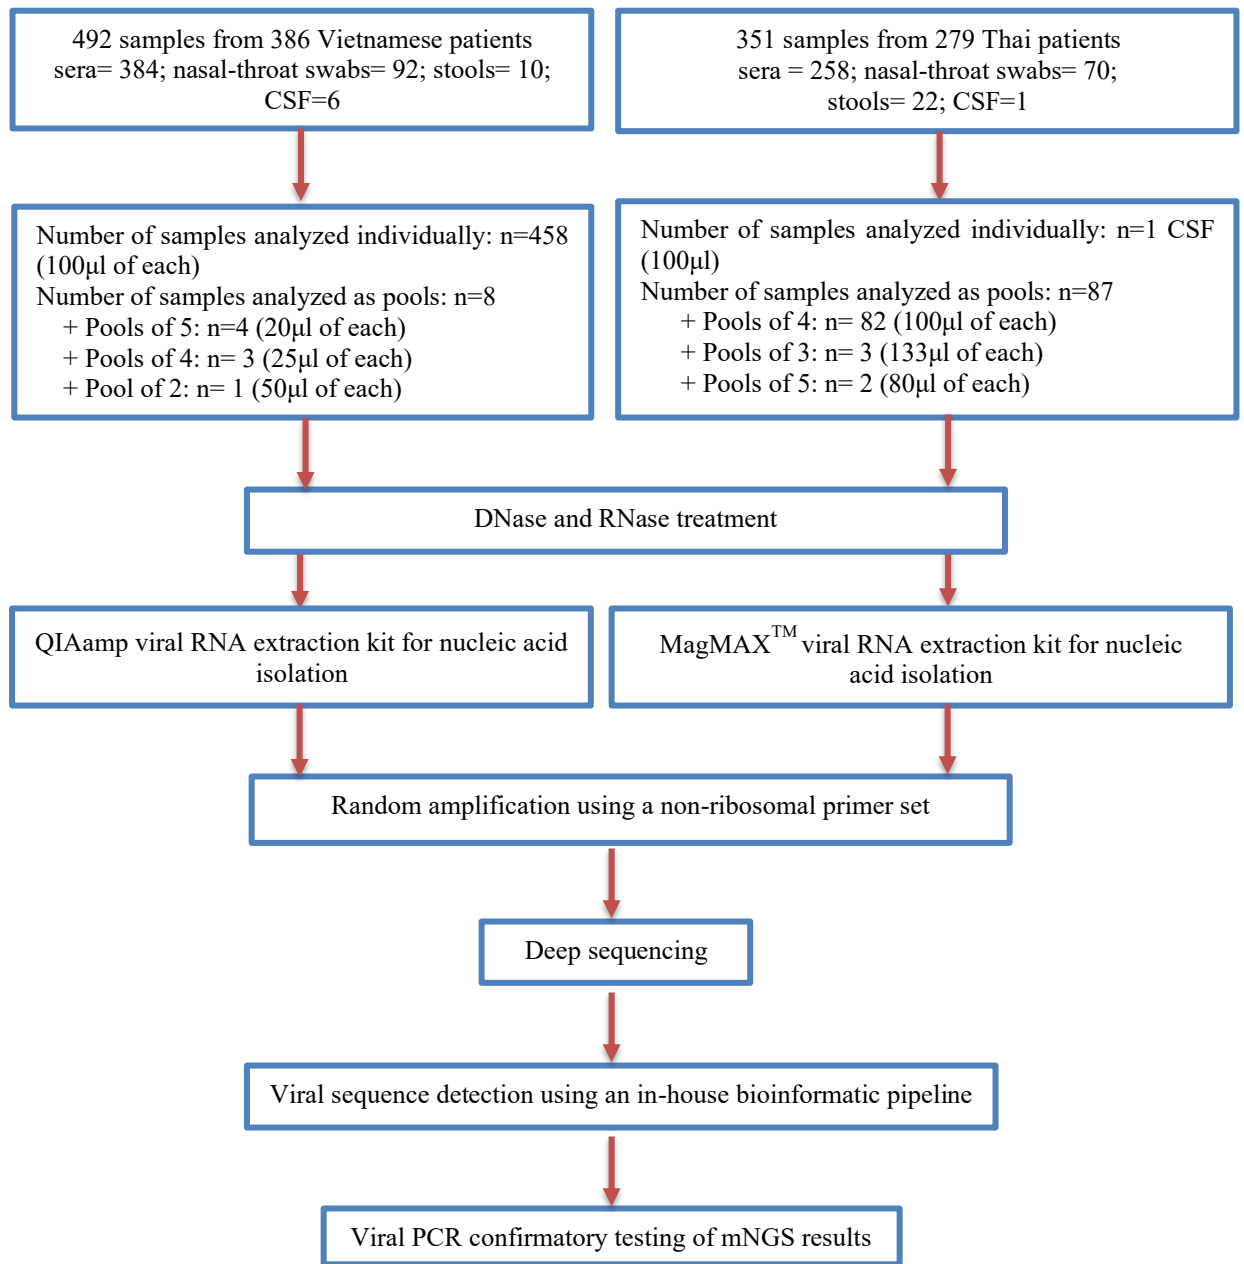 492 samples from 386 Vietnamese patients
sera= 384; nasal-throat swabs= 92; stools= 10;
CSF=6
351 samples from 279 Thai patients
sera = 258; nasal-throat swabs= 70;
stools= 22; CSF=1
Number of samples analyzed individually: n=458
(100μl of each)
Number of samples analyzed as pools: n=8
+ Pools of 5: n=4 (20μl of each)
+ Pools of 4: n= 3 (25μl of each)
+ Pool of 2: n= 1 (50μl of each)
Number of samples analyzed individually: n=1 CSF
(100μl)
Number of samples analyzed as pools: n=87
+ Pools of 4: n= 82 (100μl of each)
+ Pools of 3: n= 3 (133μl of each)
+ Pools of 5: n= 2 (80μl of each)
DNase and RNase treatment
QIAamp viral RNA extraction kit for nucleic acid
isolation
MagMAX™ viral RNA extraction kit for nucleic
acid isolation
Random amplification using a non-ribosomal primer set
Deep sequencing
Viral sequence detection using an in-house bioinformatic pipeline
Viral PCR confirmatory testing of mNGS results